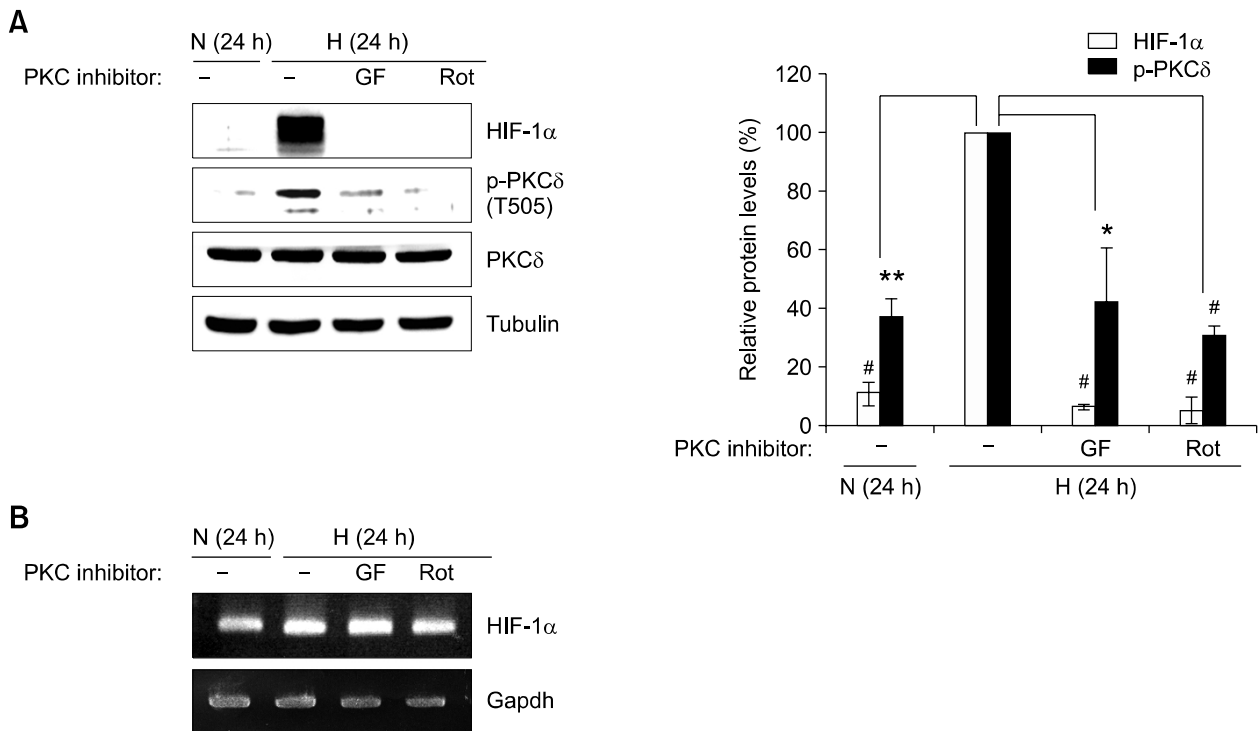 A
N (24 h) H (24 h)
PKC inhibitor: – – GF Rot
HIF-1α
p-PKCδ
(T505)
PKCδ
Tubulin
HIF-1α
p-PKCδ
Relative protein levels (%)
120
100
80
60
40
20
0
# ** # * # #
PKC inhibitor: – – GF Rot
N (24 h) H (24 h)
B
N (24 h) H (24 h)
PKC inhibitor: – – GF Rot
HIF-1α
Gapdh